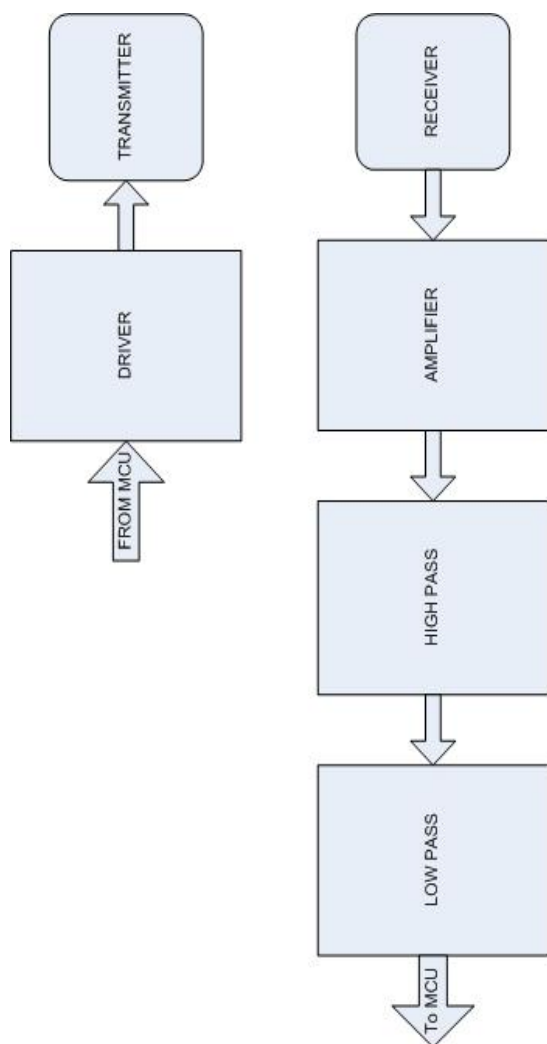 TRANSMITTER
DRIVER
FROM MCU
RECEIVER
AMPLIFIER
HIGH PASS
LOW PASS
To MCU